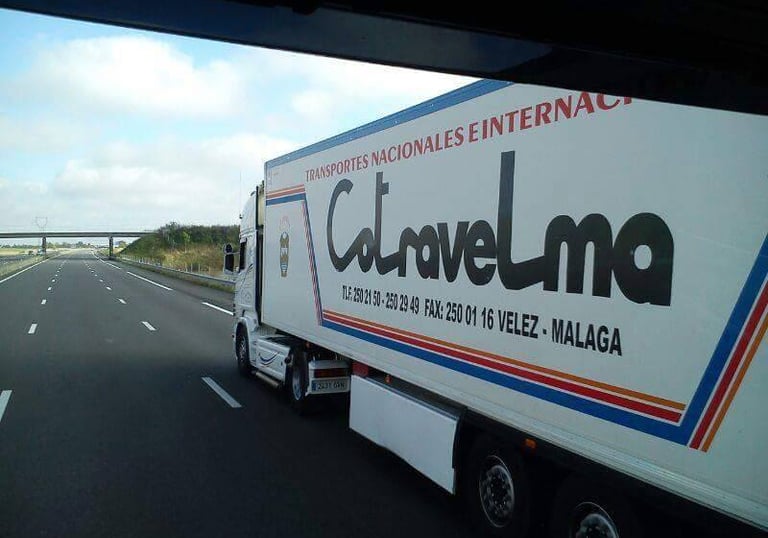 TRANSPORTES NACIONALES E INTERNACI
Cotravelma
TLF: 250 21 50 - 250 29 49 FAX: 250 01 16 VELEZ - MALAGA